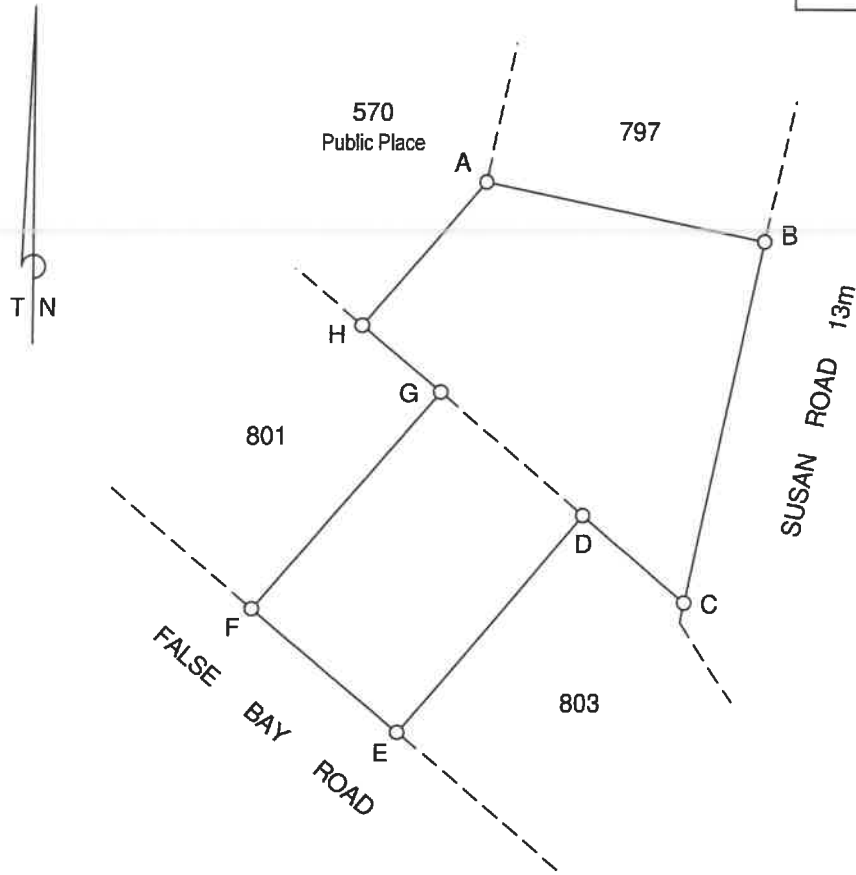 570
Public Place
797
A
B
T N
H
G
801
SUSAN ROAD 13m
D
C
F
FALSE BAY ROAD
803
E